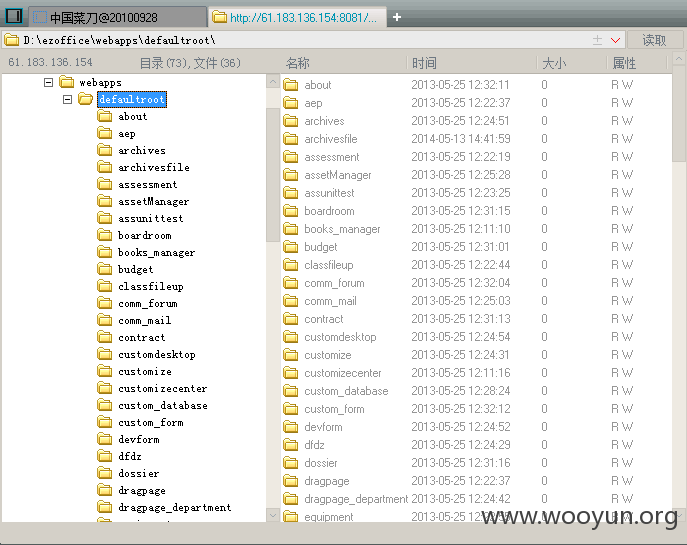 中国菜刀@20100928 http://61.183.136.154:8081/... +
D:\ezoffice\webapps\defaultroot\ 读取
61.183.136.154 目录(73),文件(36) 名称 时间 大小 属性
webapps
defaultroot
about
aep
archives
archivesfile
assessment
assetManager
assunittest
boardroom
books_manager
budget
classfileup
comm_forum
comm_mail
contract
customdesktop
customize
customizecenter
custom_database
custom_form
devform
dfdz
dossier
dragpage
dragpage_department
about 2013-05-25 12:32:11 0 R W
aep 2013-05-25 12:22:37 0 R W
archives 2013-05-25 12:24:51 0 R W
archivesfile 2014-05-13 14:41:59 0 R W
assessment 2013-05-25 12:22:19 0 R W
assetManager 2013-05-25 12:25:28 0 R W
assunittest 2013-05-25 12:23:25 0 R W
boardroom 2013-05-25 12:31:15 0 R W
books_manager 2013-05-25 12:11:10 0 R W
budget 2013-05-25 12:31:01 0 R W
classfileup 2013-05-25 12:22:44 0 R W
comm_forum 2013-05-25 12:32:04 0 R W
comm_mail 2013-05-25 12:25:03 0 R W
contract 2013-05-25 12:31:13 0 R W
customdesktop 2013-05-25 12:24:54 0 R W
customize 2013-05-25 12:24:31 0 R W
customizecenter 2013-05-25 12:11:16 0 R W
custom_database 2013-05-25 12:28:24 0 R W
custom_form 2013-05-25 12:32:12 0 R W
devform 2013-05-25 12:24:52 0 R W
dfdz 2013-05-25 12:24:29 0 R W
dossier 2013-05-25 12:31:16 0 R W
dragpage 2013-05-25 12:22:37 0 R W
dragpage_department 2013-05-25 12:24:42 0 R W
equipment 2013-05-25 0 R W
www.wooyun.org